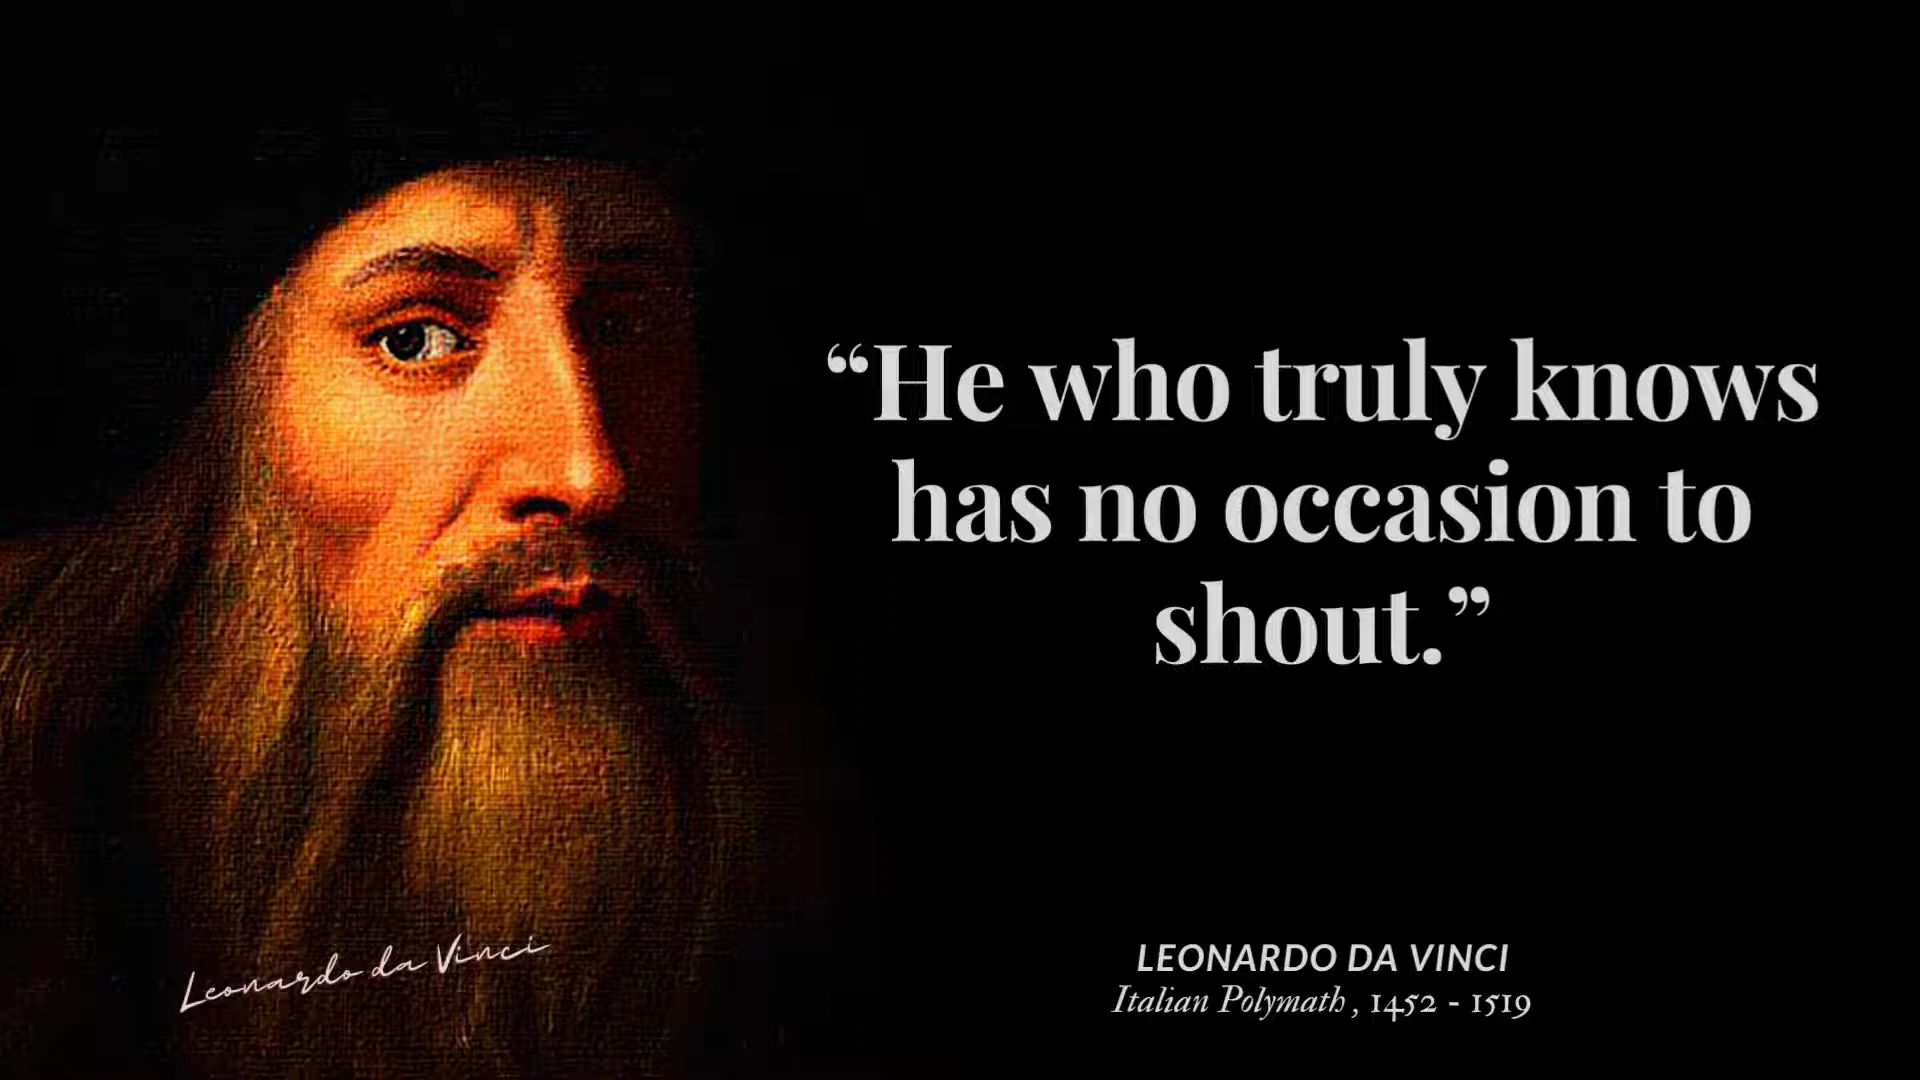 “He who truly knows
has no occasion to
shout.”
Leonardo da Vinci
LEONARDO DA VINCI
Italian Polymath, 1452 - 1519